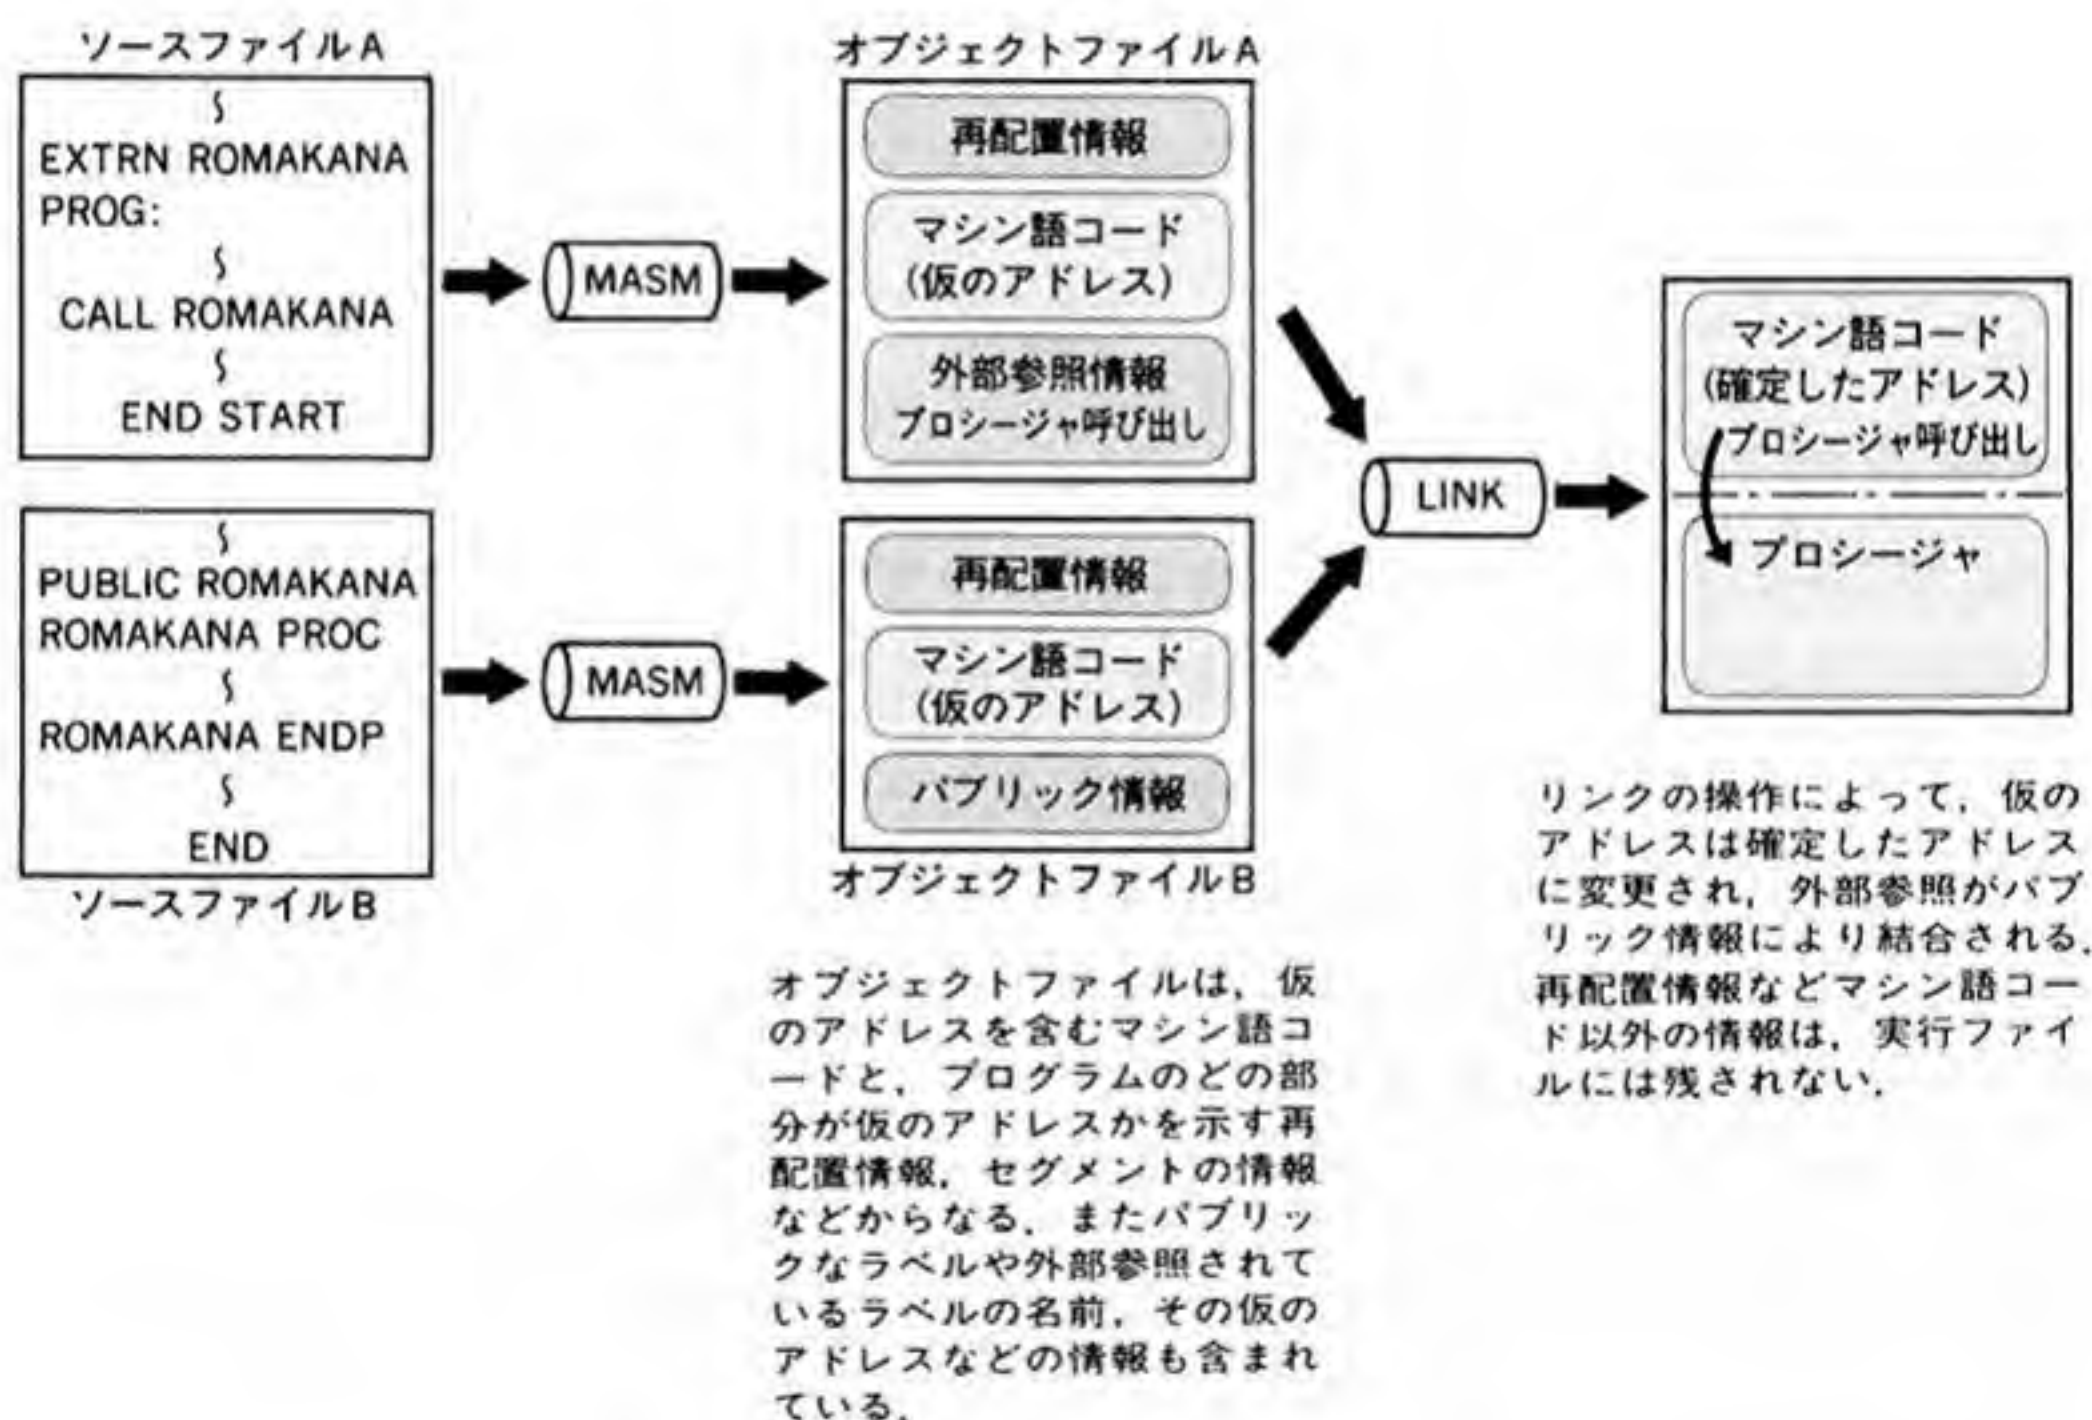 ソースファイルA
EXTRN ROMAKANA
PROG:
CALL ROMAKANA
END START
MASM
オブジェクトファイルA
再配置情報
マシン語コード
(仮のアドレス)
外部参照情報
プロシージャ呼び出し
PUBLIC ROMAKANA
ROMAKANA PROC
ROMAKANA ENDP
END
ソースファイルB
MASM
再配置情報
マシン語コード
(仮のアドレス)
パブリック情報
オブジェクトファイルB
LINK
マシン語コード
(確定したアドレス)
プロシージャ呼び出し
プロシージャ
オブジェクトファイルは,仮
のアドレスを含むマシン語コ
ードと,プログラムのどの部
分が仮のアドレスかを示す再
配置情報,セグメントの情報
などからなる.またパブリッ
クなラベルや外部参照されて
いるラベルの名前,その仮の
アドレスなどの情報も含まれ
ている.
リンクの操作によって,仮の
アドレスは確定したアドレス
に変更され,外部参照がパブ
リック情報により結合される.
再配置情報などマシン語コー
ド以外の情報は,実行ファイ
ルには残されない.